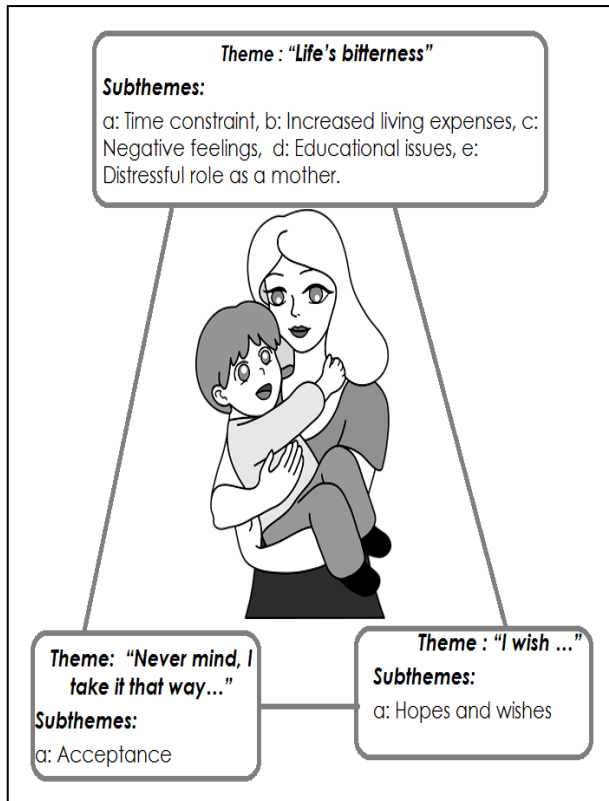 Theme : “Life’s bitterness”
Subthemes:
a: Time constraint, b: Increased living expenses, c:
Negative feelings, d: Educational issues, e:
Distressful role as a mother.
Theme: “Never mind, I
take it that way...”
Subthemes:
a: Acceptance
Theme : “I wish ...”
Subthemes:
a: Hopes and wishes